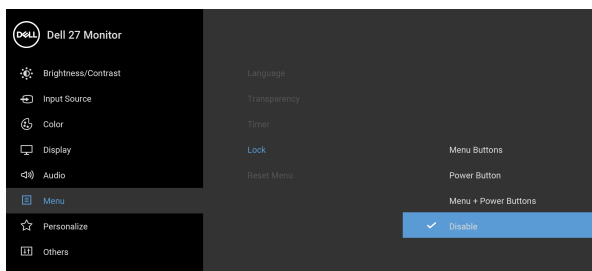 DELL
Dell 27 Monitor
Brightness/Contrast
Input Source
Color
Display
Audio
Menu
Personalize
Others
Language
Transparency
Timer
Lock
Reset Menu
Menu Buttons
Power Button
Menu + Power Buttons
Disable